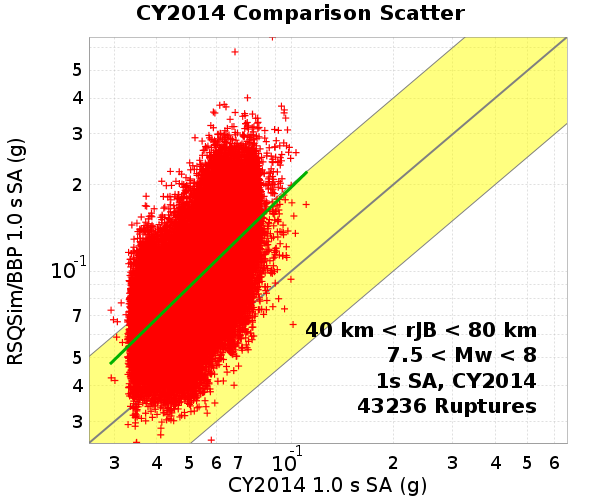 CY2014 Comparison Scatter
RSQSim/BBP 1.0 s SA (g)
5
4
3
2
10-1
7
5
4
3
40 km < rJB < 80 km
7.5 < Mw < 8
1s SA, CY2014
43236 Ruptures
3 4 5 6 7 10-1 2 3 4 5 6
CY2014 1.0 s SA (g)